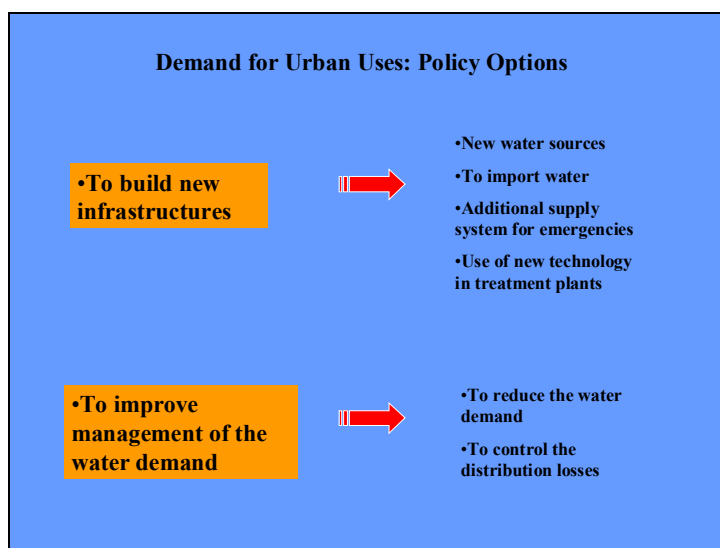 Demand for Urban Uses: Policy Options
•To build new
infrastructures
•New water sources
•To import water
•Additional supply
system for emergencies
•Use of new technology
in treatment plants
•To improve
management of the
water demand
•To reduce the water
demand
•To control the
distribution losses